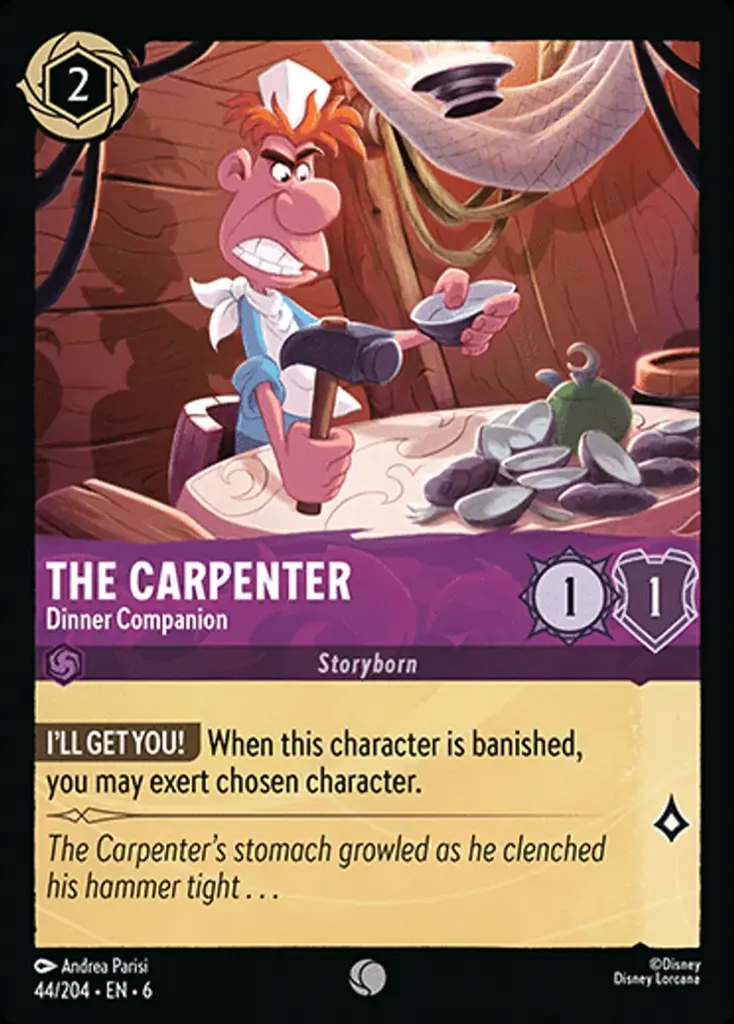 2
THE CARPENTER
Dinner Companion
1
1
Storyborn
I'LL GET YOU! When this character is banished,
you may exert chosen character.
The Carpenter's stomach growled as he clenched
his hammer tight . . .
Andrea Parisi
©Disney
44/204 • EN • 6
Disney Lorcana